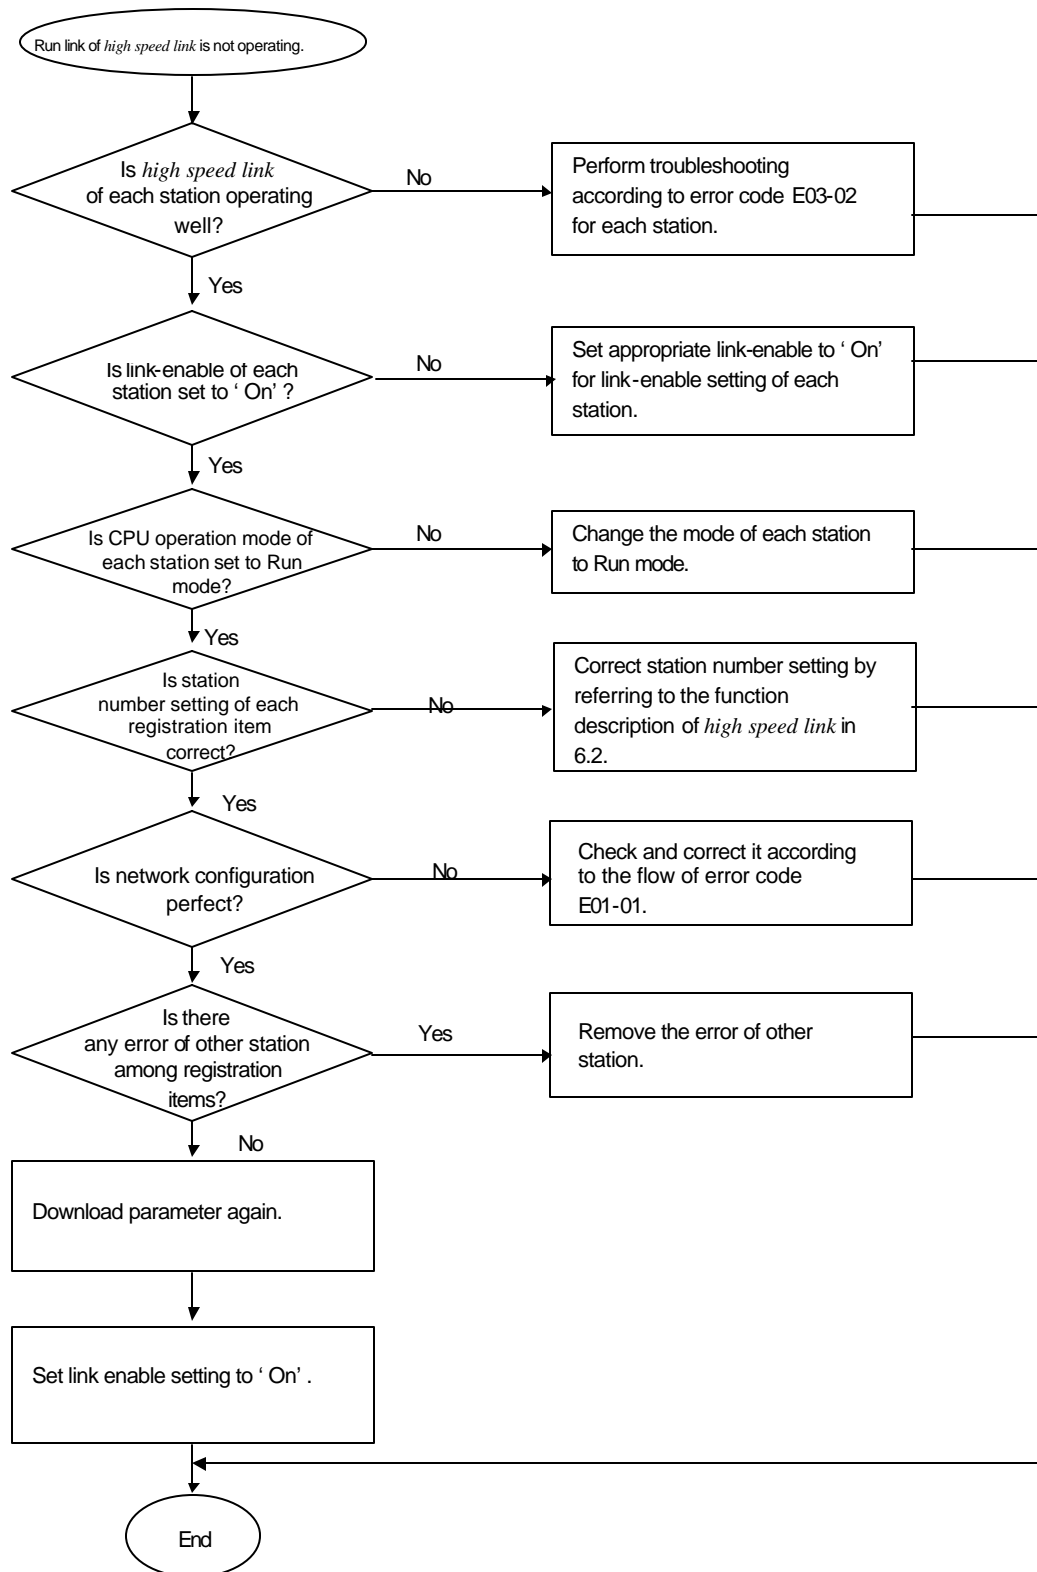 Run link of high speed link is not operating.
Is high speed link
of each station operating
well?
No
Perform troubleshooting
according to error code E03-02
for each station.
Yes
Is link-enable of each
station set to ‘ On’ ?
No
Set appropriate link-enable to ‘ On’
for link-enable setting of each
station.
Yes
Is CPU operation mode of
each station set to Run
mode?
No
Change the mode of each station
to Run mode.
Yes
Is station
number setting of each
registration item
correct?
No
Correct station number setting by
referring to the function
description of high speed link in
6.2.
Yes
Is network configuration
perfect?
No
Check and correct it according
to the flow of error code
E01-01.
Yes
Is there
any error of other station
among registration
items?
Yes
Remove the error of other
station.
No
Download parameter again.
Set link enable setting to ‘ On’ .
End